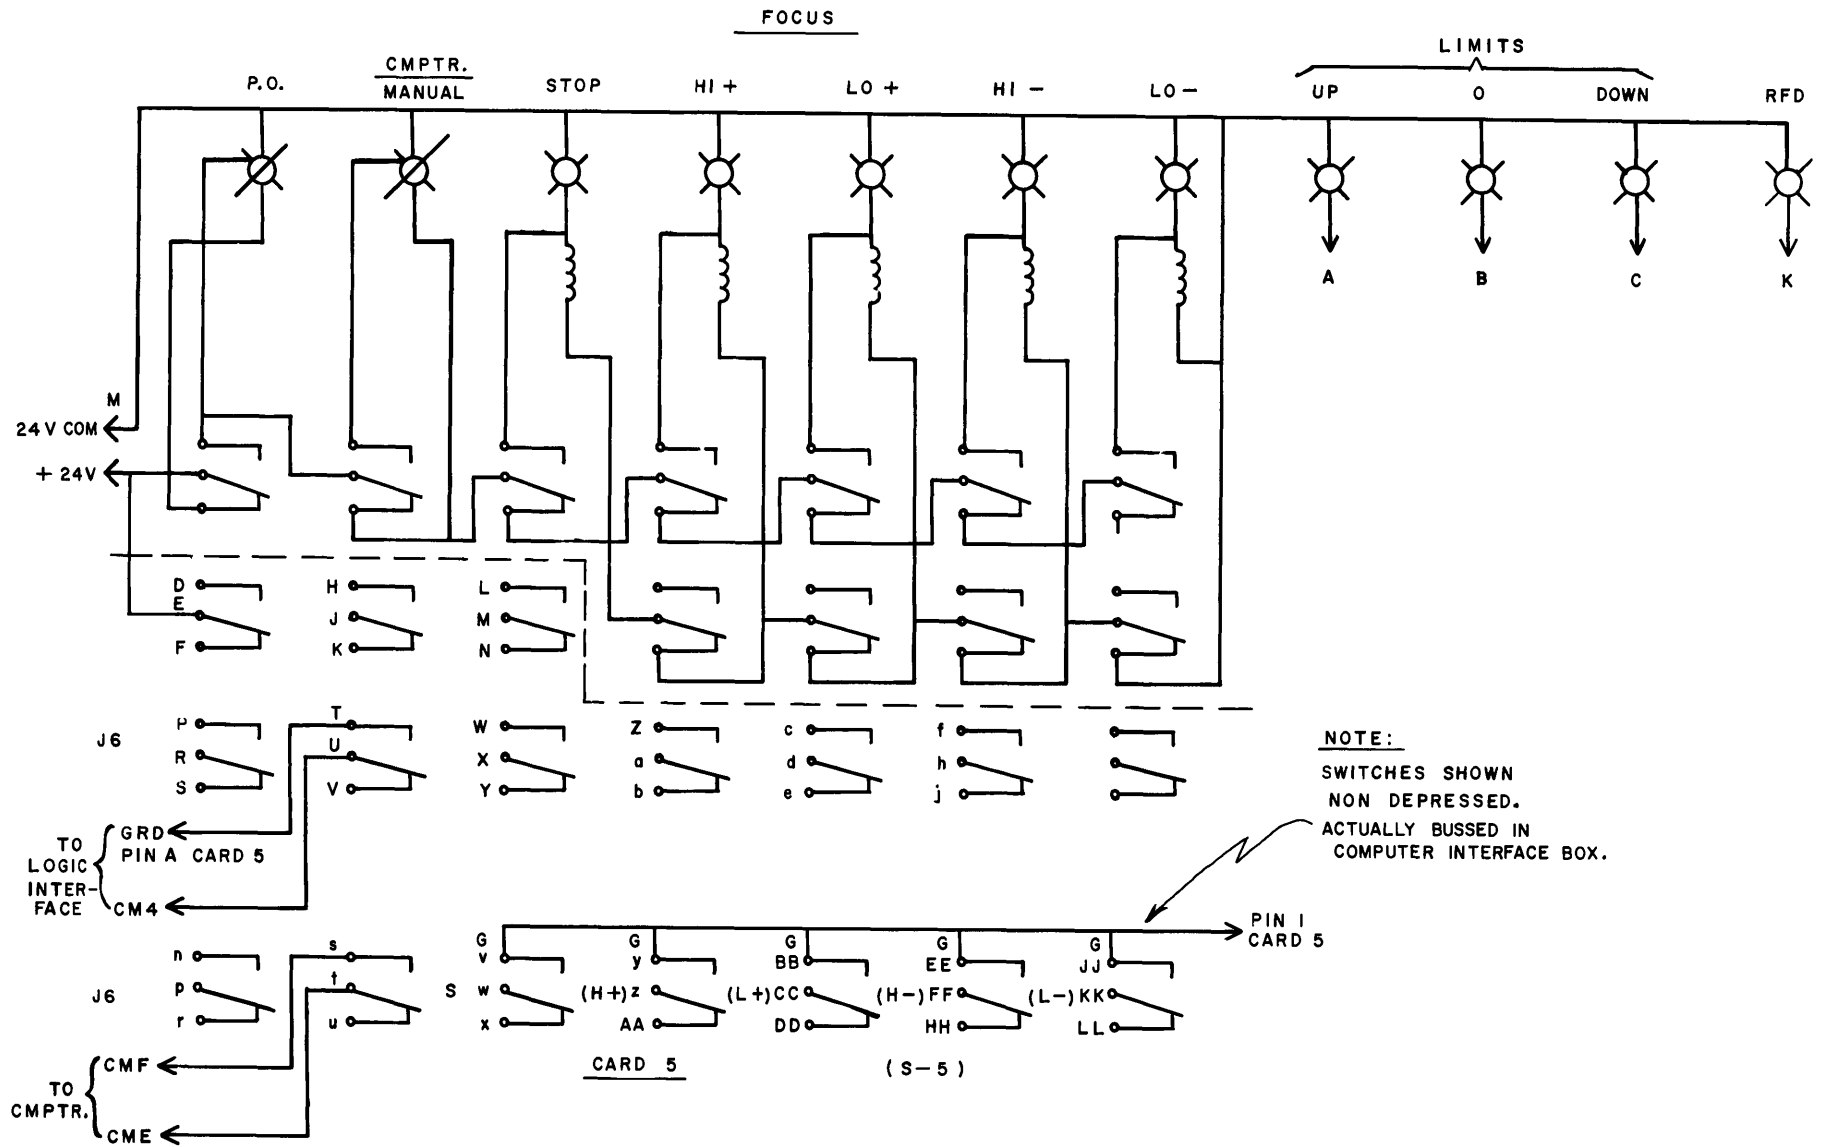 FOCUS
LIMITS
P.O.
CMPTR.
MANUAL
STOP
HI +
LO +
HI −
LO −
UP
O
DOWN
RFD
A
B
C
K
M
24V COM
+ 24V
D
E
F
H
J
K
L
M
N
J6
P
R
S
T
U
V
W
X
Y
Z
a
b
c
d
e
f
h
j
NOTE:
SWITCHES SHOWN
NON DEPRESSED.
ACTUALLY BUSSED IN
COMPUTER INTERFACE BOX.
TO
LOGIC
INTER-
FACE
GRD
PIN A CARD 5
CM4
PIN 1
CARD 5
J6
n
p
r
s
t
u
G
v
S w
x
G
y
(H+) z
AA
G
BB
(L+) CC
DD
G
EE
(H−) FF
HH
G
JJ
(L−) KK
LL
CARD 5
(S−5)
TO
CMPTR.
CMF
CME